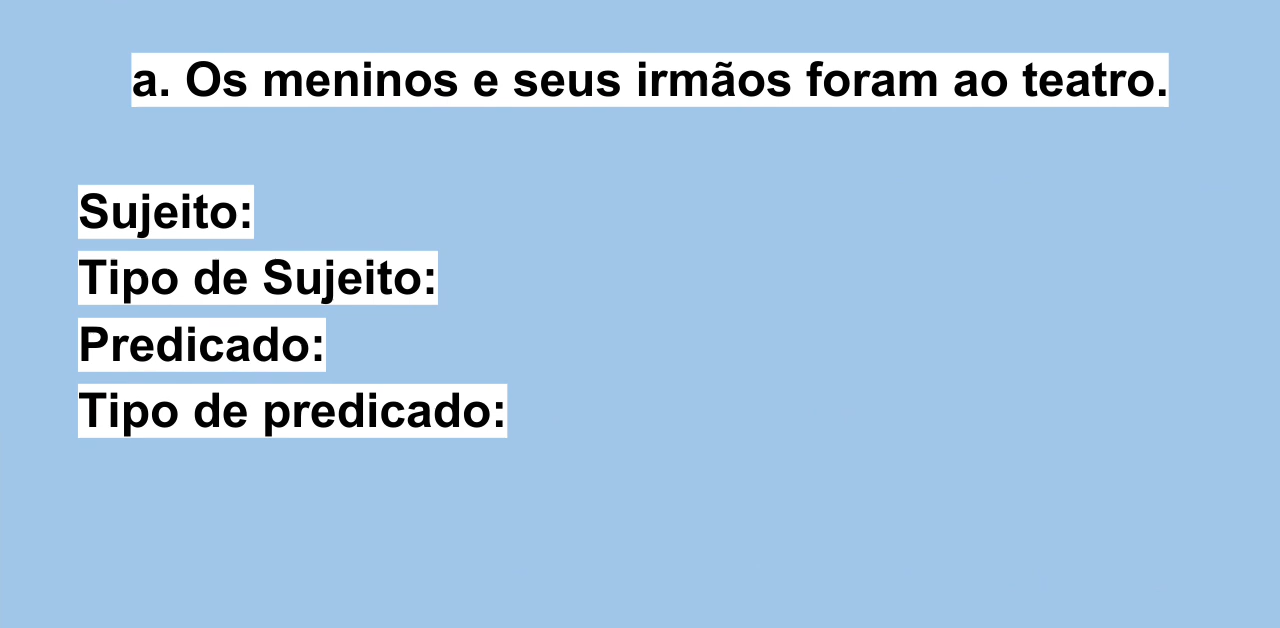 a. Os meninos e seus irmãos foram ao teatro.
Sujeito:
Tipo de Sujeito:
Predicado:
Tipo de predicado: